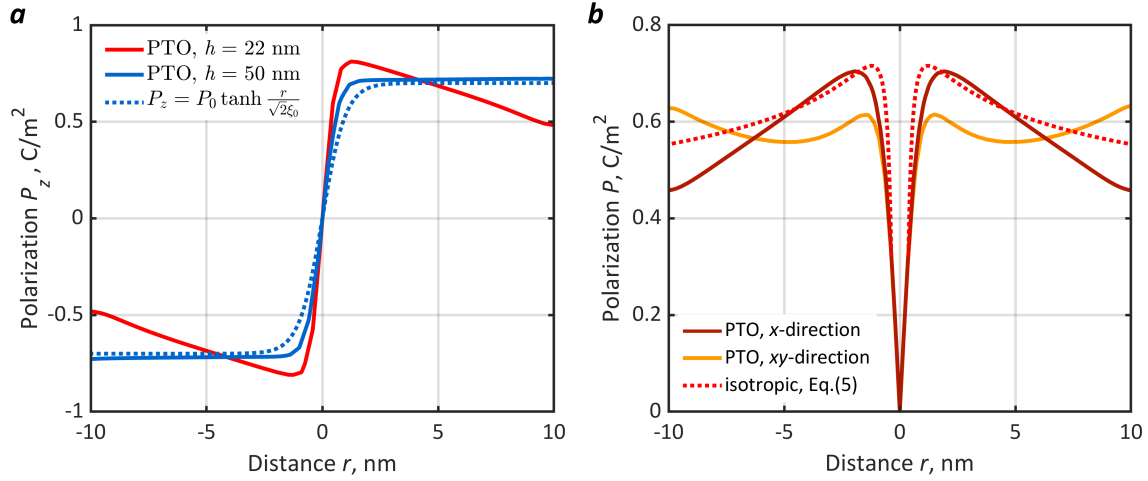 a
PTO, h = 22 nm
PTO, h = 50 nm
P_z = P_0 tanh r/(√2ξ_0)
Polarization P_z , C/m²
1
0.5
0
-0.5
-1
-10
-5
0
5
10
Distance r, nm
b
Polarization P, C/m²
0.8
0.6
0.4
0.2
0
PTO, x-direction
PTO, xy-direction
isotropic, Eq.(5)
-10
-5
0
5
10
Distance r, nm